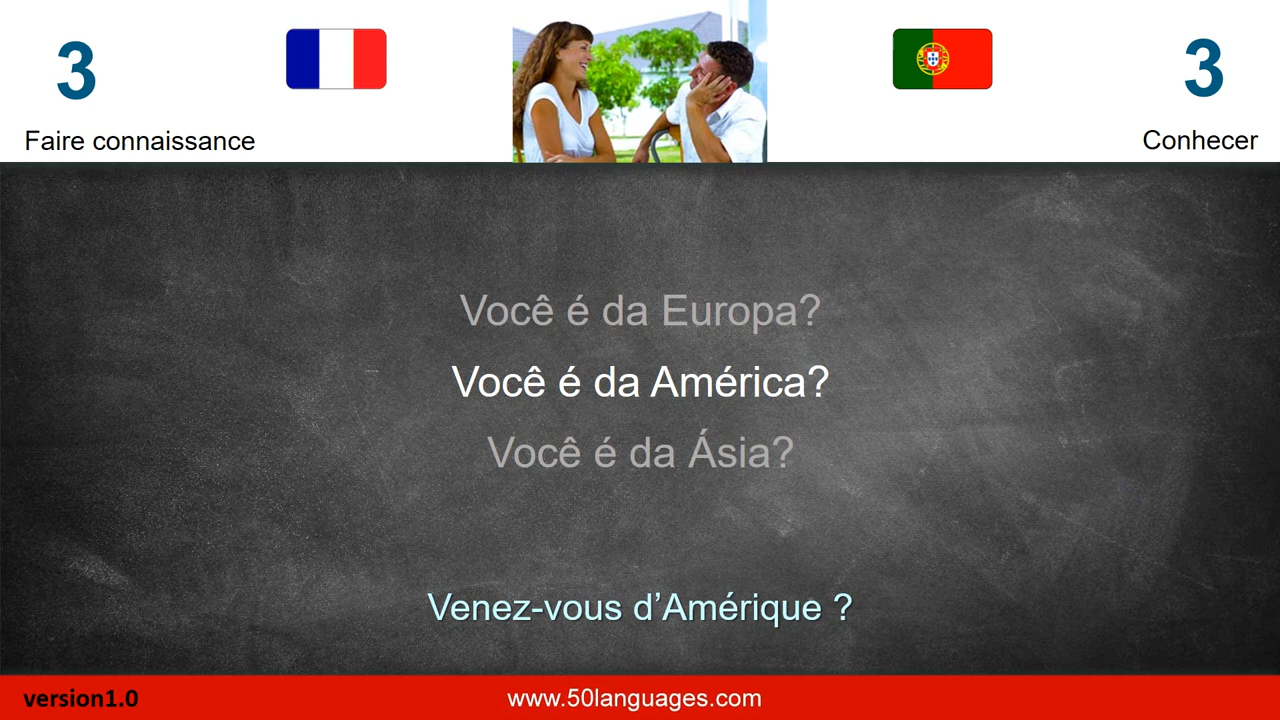 3
3
Faire connaissance
Conhecer
Você é da Europa?
Você é da América?
Você é da Ásia?
Venez-vous d’Amérique ?
version1.0
www.50languages.com